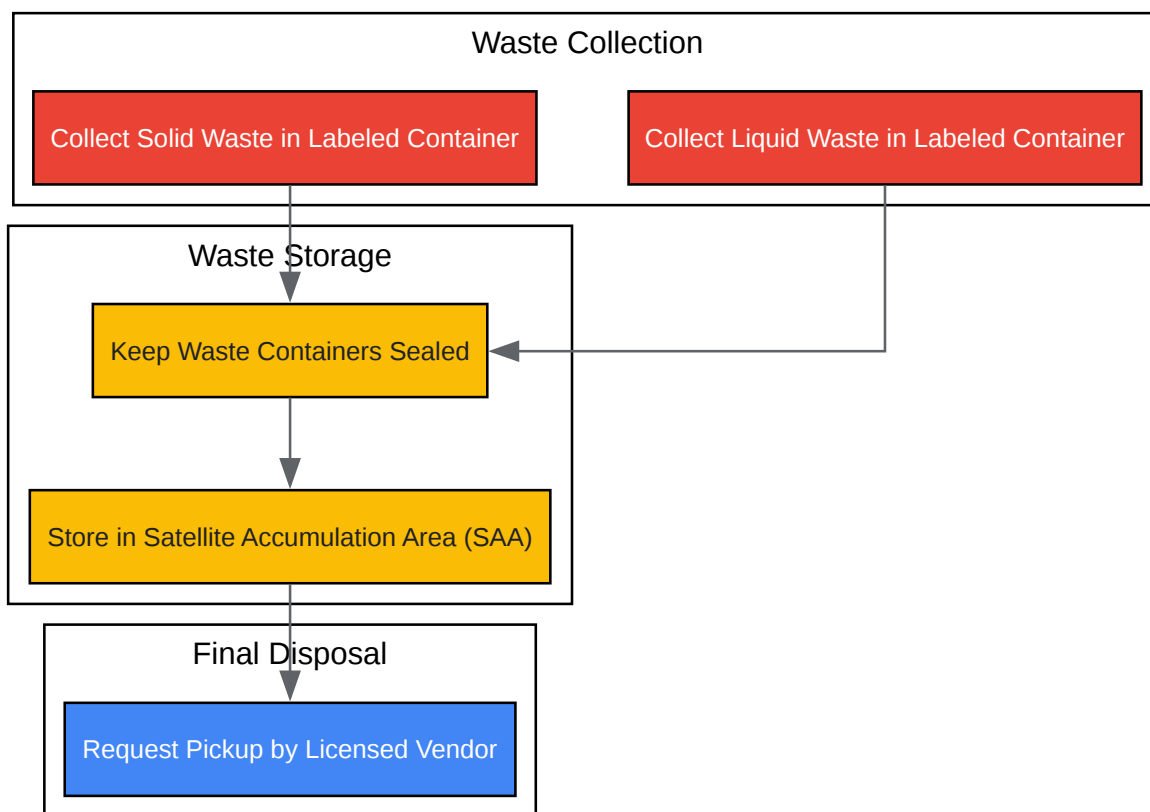 Waste Collection
Collect Solid Waste in Labeled Container
Collect Liquid Waste in Labeled Container
Waste Storage
Keep Waste Containers Sealed
Store in Satellite Accumulation Area (SAA)
Final Disposal
Request Pickup by Licensed Vendor